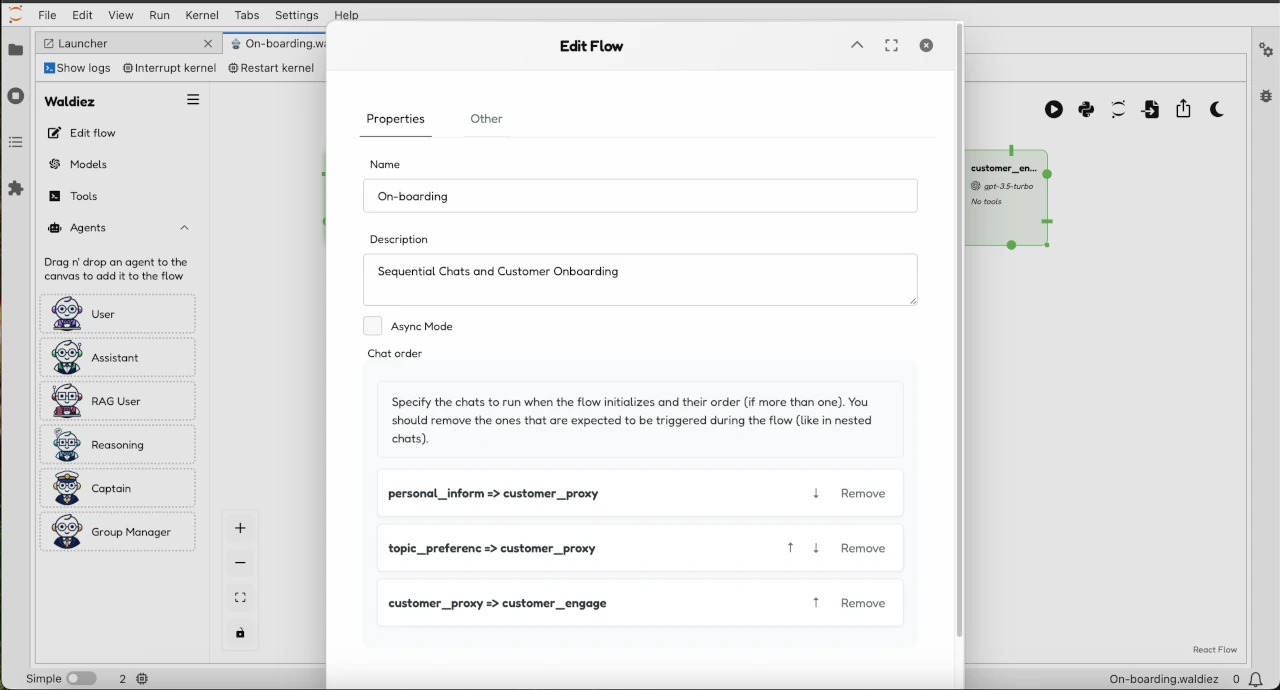 File Edit View Run Kernel Tabs Settings Help
Launcher
On-boarding.wa
Show logs Interrupt kernel Restart kernel
Waldiez
Edit flow
Models
Tools
Agents
Drag n' drop an agent to the
canvas to add it to the flow
User
Assistant
RAG User
Reasoning
Captain
Group Manager
Edit Flow
Properties Other
Name
On-boarding
Description
Sequential Chats and Customer Onboarding
Async Mode
Chat order
Specify the chats to run when the flow initializes and their order (if more than one). You
should remove the ones that are expected to be triggered during the flow (like in nested
chats).
personal_inform => customer_proxy ↓ Remove
topic_preferenc => customer_proxy ↑ ↓ Remove
customer_proxy => customer_engage ↑ Remove
customer_en...
gpt-3.5-turbo
No tools
React Flow
Simple 2 On-boarding.waldiez 0